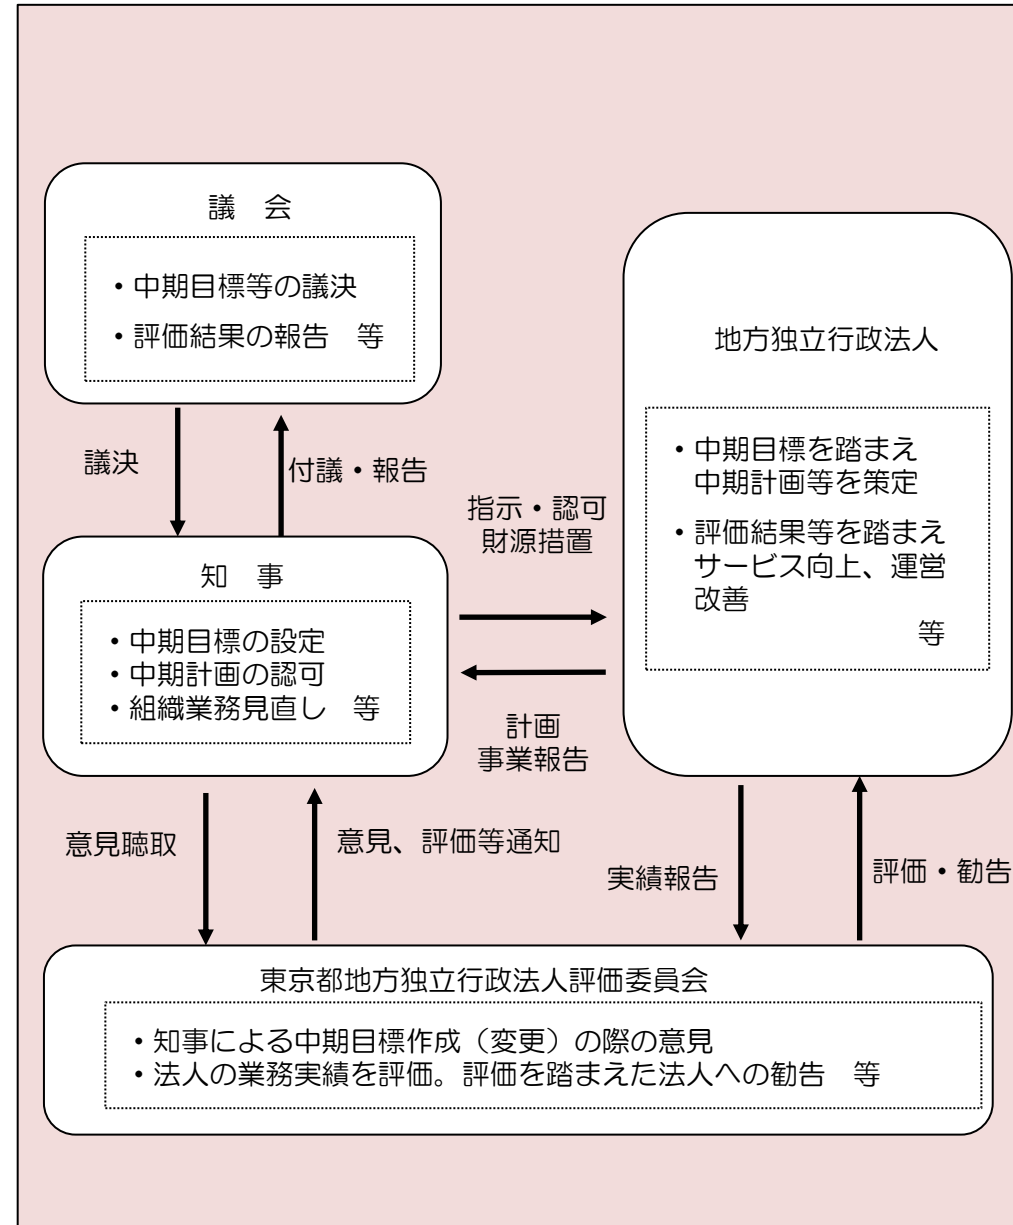 議　会
・中期目標等の議決
・評価結果の報告　等
地方独立行政法人
・中期目標を踏まえ
中期計画等を策定
・評価結果等を踏まえ
サービス向上、運営
改善
等
議決
付議・報告
指示・認可
財源措置
知　事
・中期目標の設定
・中期計画の認可
・組織業務見直し　等
計画
事業報告
意見聴取
意見、評価等通知
実績報告
評価・勧告
東京都地方独立行政法人評価委員会
・知事による中期目標作成（変更）の際の意見
・法人の業務実績を評価。評価を踏まえた法人への勧告　等